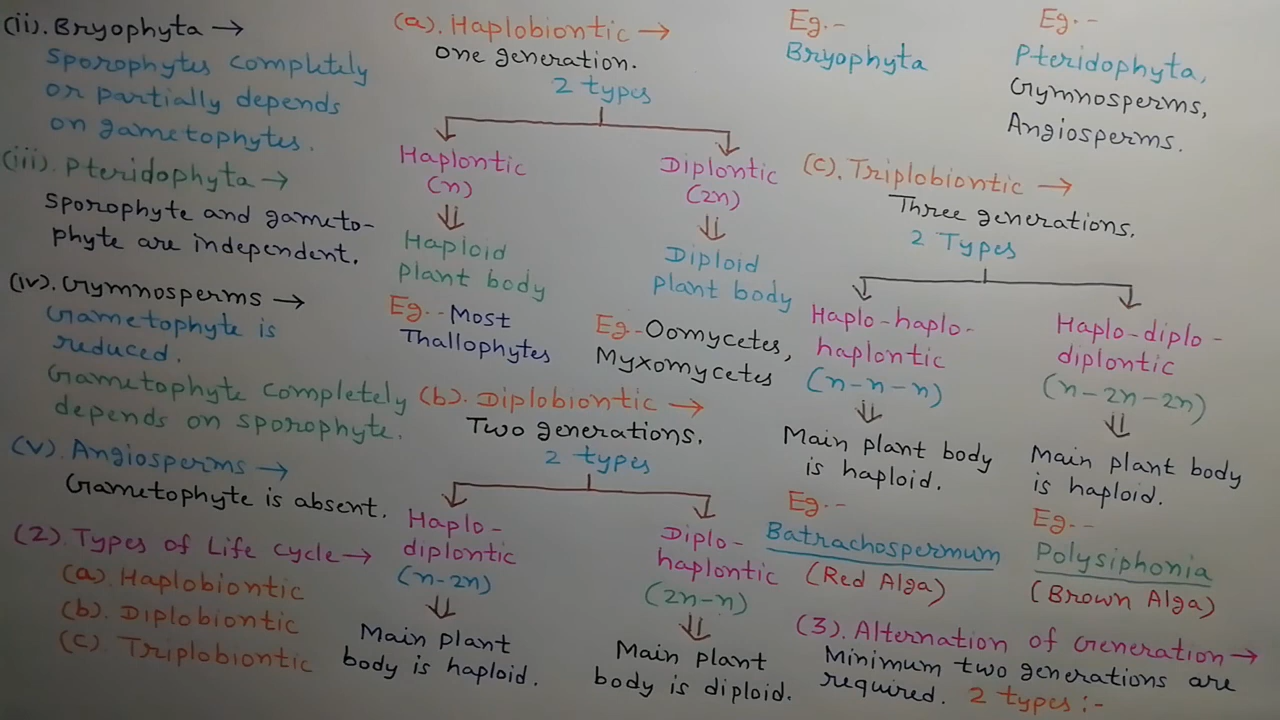 (ii). Bryophyta →
Sporophytes completely
or partially depends
on gametophytes.
(iii). Pteridophyta →
Sporophyte and gameto-
phyte are independent.
(iv). Gymnosperms →
Gametophyte is
reduced.
Gametophyte completely
depends on sporophyte.
(v). Angiosperms →
Gametophyte is absent.
(2). Types of Life cycle →
(a). Haplobiontic
(b). Diplobiontic
(c). Triplobiontic
(a). Haplobiontic →
One generation.
2 types
Haplontic
(n)
⇓
Haploid
plant body
Eg.- Most
Thallophytes
Diplontic
(2n)
⇓
Diploid
plant body
Eg-Oomycetes,
Myxomycetes
(b). Diplobiontic →
Two generations.
2 types
Haplo-
diplontic
(n-2n)
⇓
Main plant
body is haploid.
Diplo-
haplontic
(2n-n)
⇓
Main plant
body is diploid.
Eg.-
Bryophyta
Eg.-
Pteridophyta,
Gymnosperms,
Angiosperms.
(c). Triplobiontic →
Three generations.
2 Types
Haplo-haplo-
haplontic
(n-n-n)
⇓
Main plant body
is haploid.
Eg.-
Batrachospermum
(Red Alga)
Haplo-diplo-
diplontic
(n-2n-2n)
⇓
Main plant body
is haploid.
Eg.-
Polysiphonia
(Brown Alga)
(3). Alternation of Generation →
Minimum two generations are
required. 2 types :-